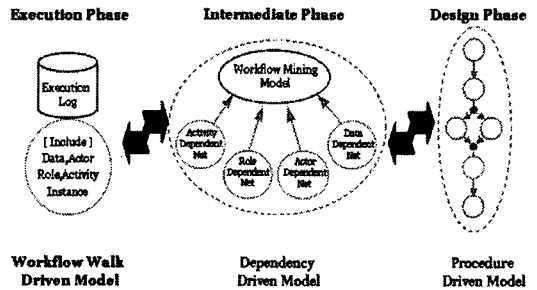 Execution Phase
Intermediate Phase
Design Phase
Execution
Log
[ Include ]
Data,Actor
Role,Activity
Instance
Workflow Mining
Model
Activity
Dependent
Net
Role
Dependent
Net
Actor
Dependent
Net
Data
Dependent
Net
Workflow Walk
Driven Model
Dependency
Driven Model
Procedure
Driven Model